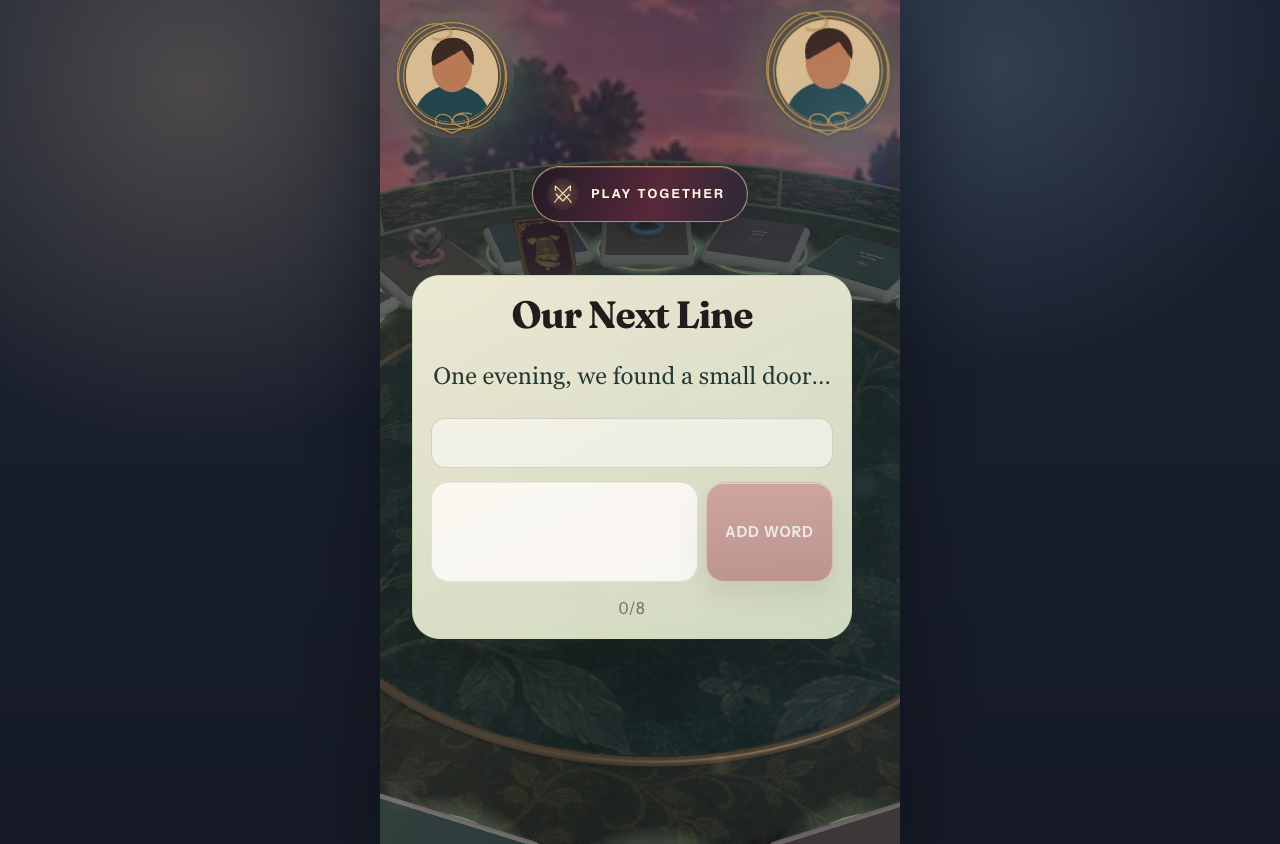 PLAY TOGETHER
Our Next Line
One evening, we found a small door...
ADD WORD
0/8